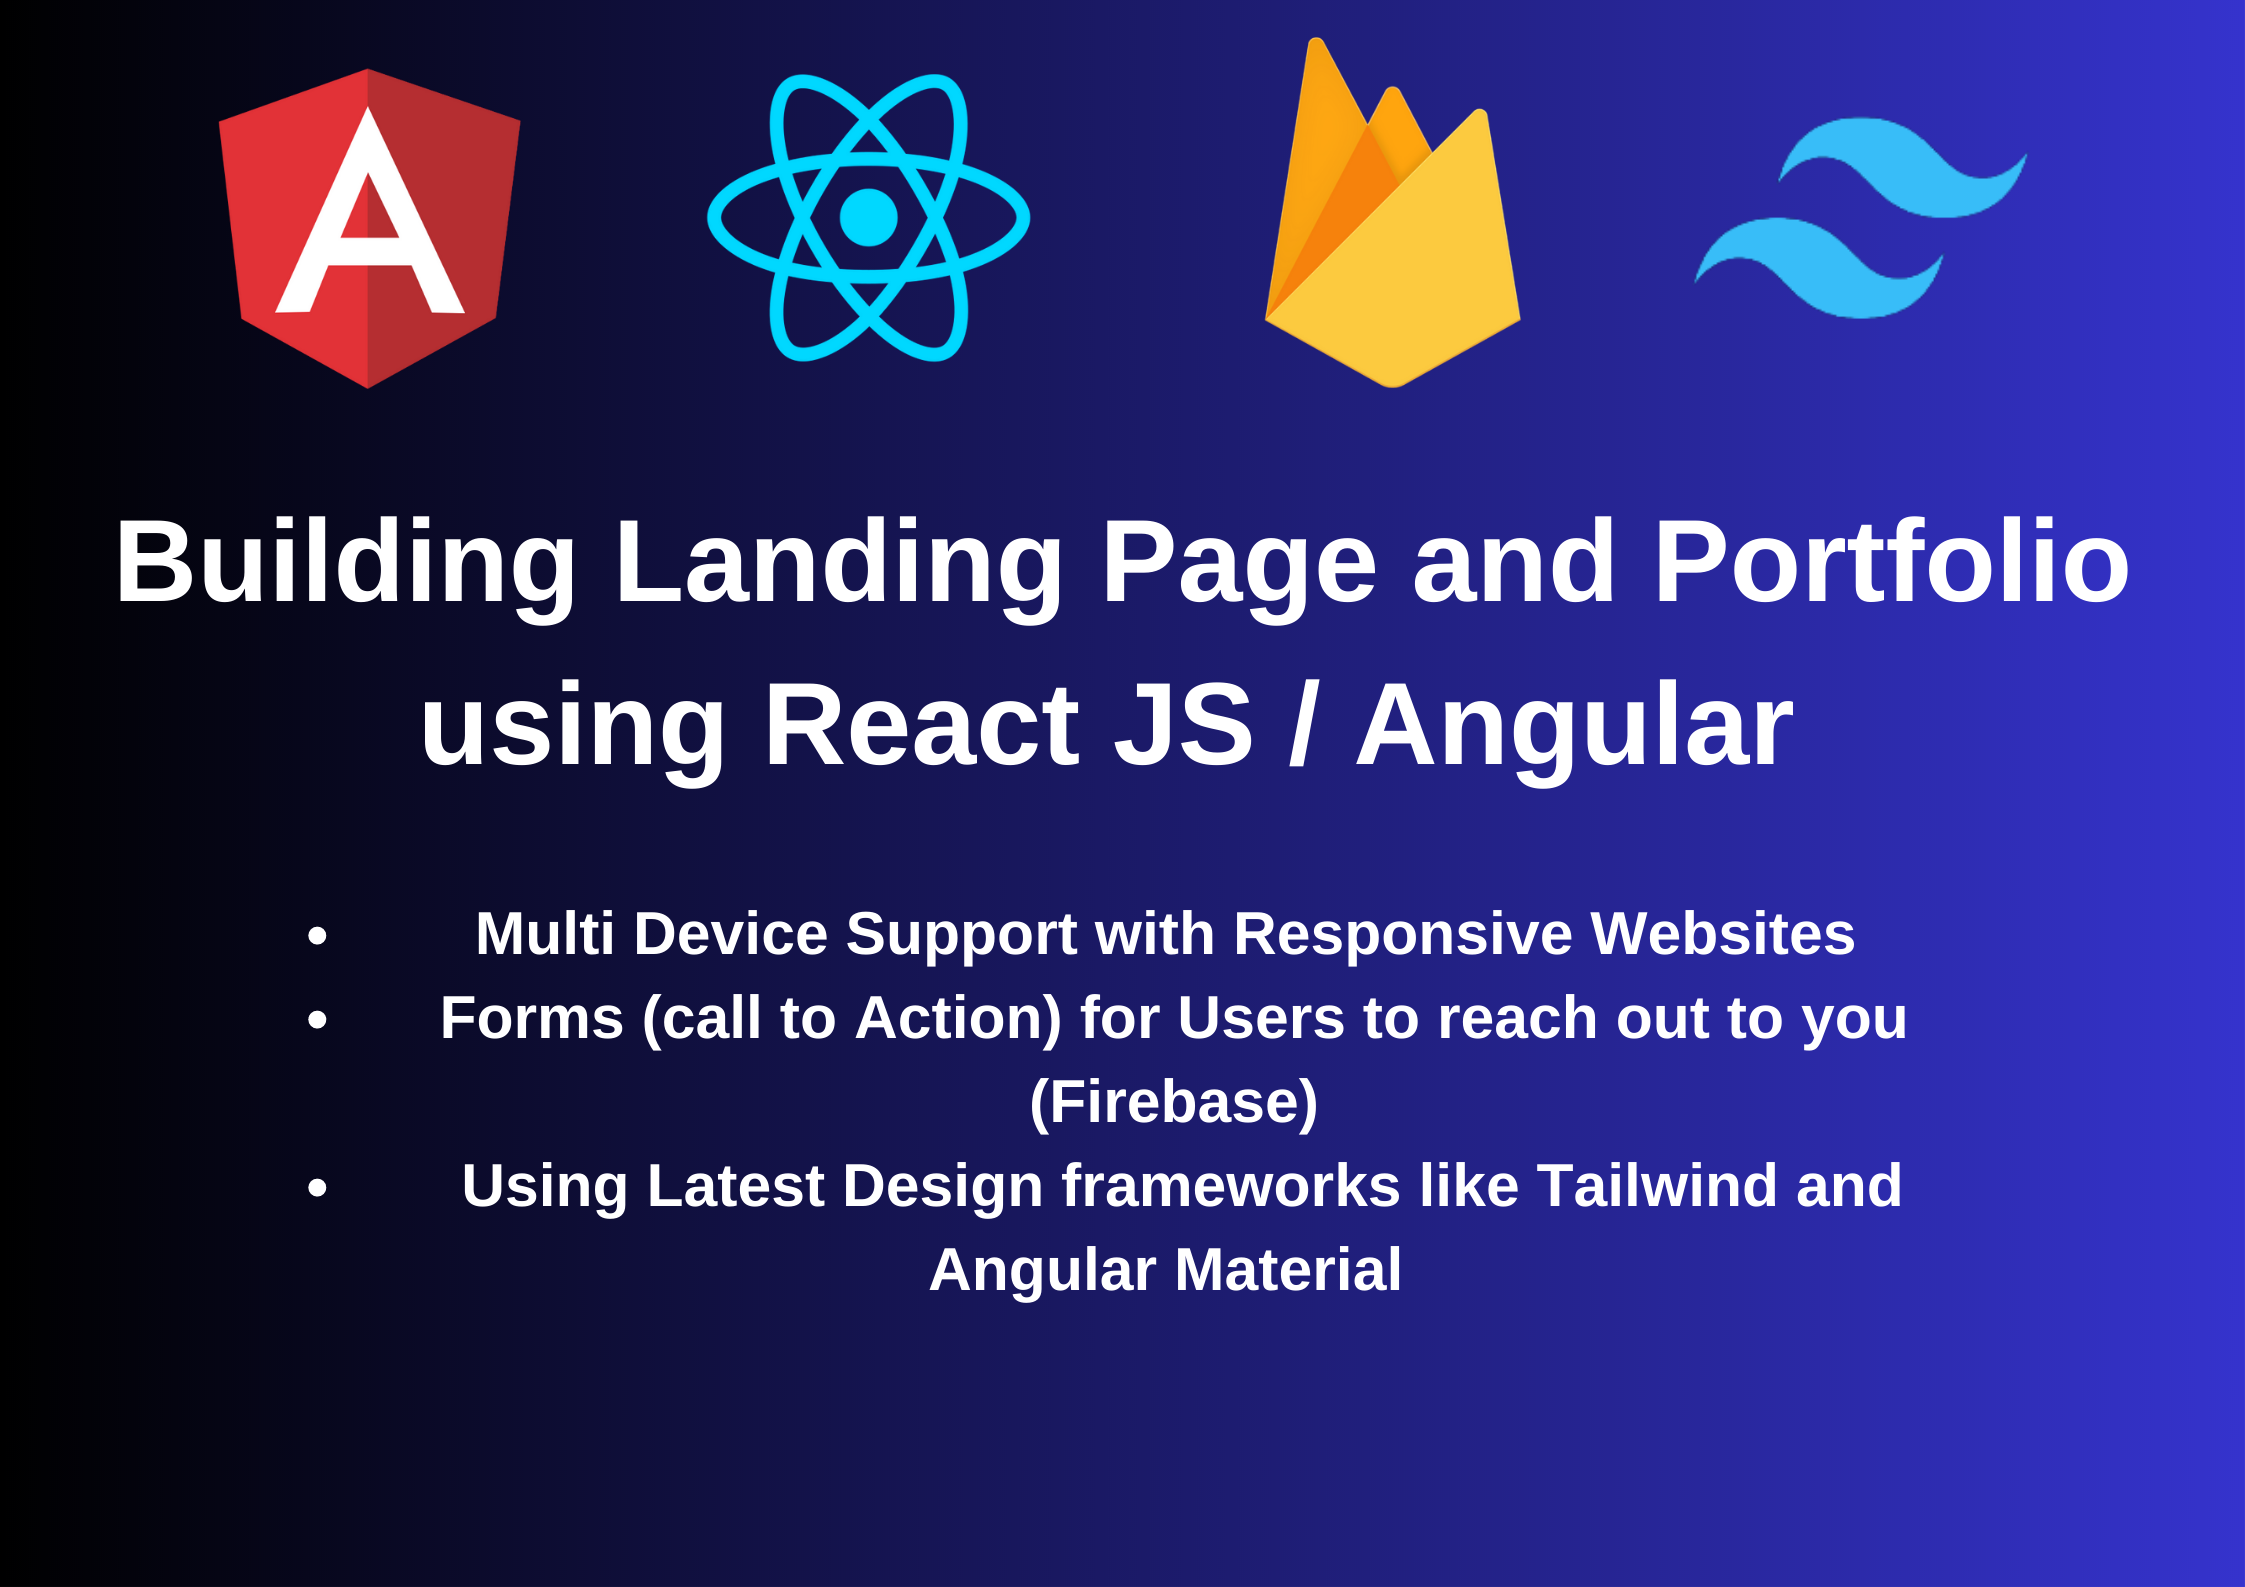 Building Landing Page and Portfolio
using React JS / Angular
• Multi Device Support with Responsive Websites
• Forms (call to Action) for Users to reach out to you
(Firebase)
• Using Latest Design frameworks like Tailwind and
Angular Material